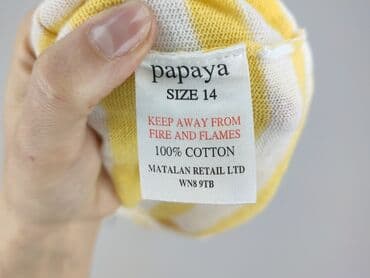 papaya
SIZE 14
KEEP AWAY FROM
FIRE AND FLAMES
100% COTTON
MATALAN RETAIL LTD
WN8 9TB